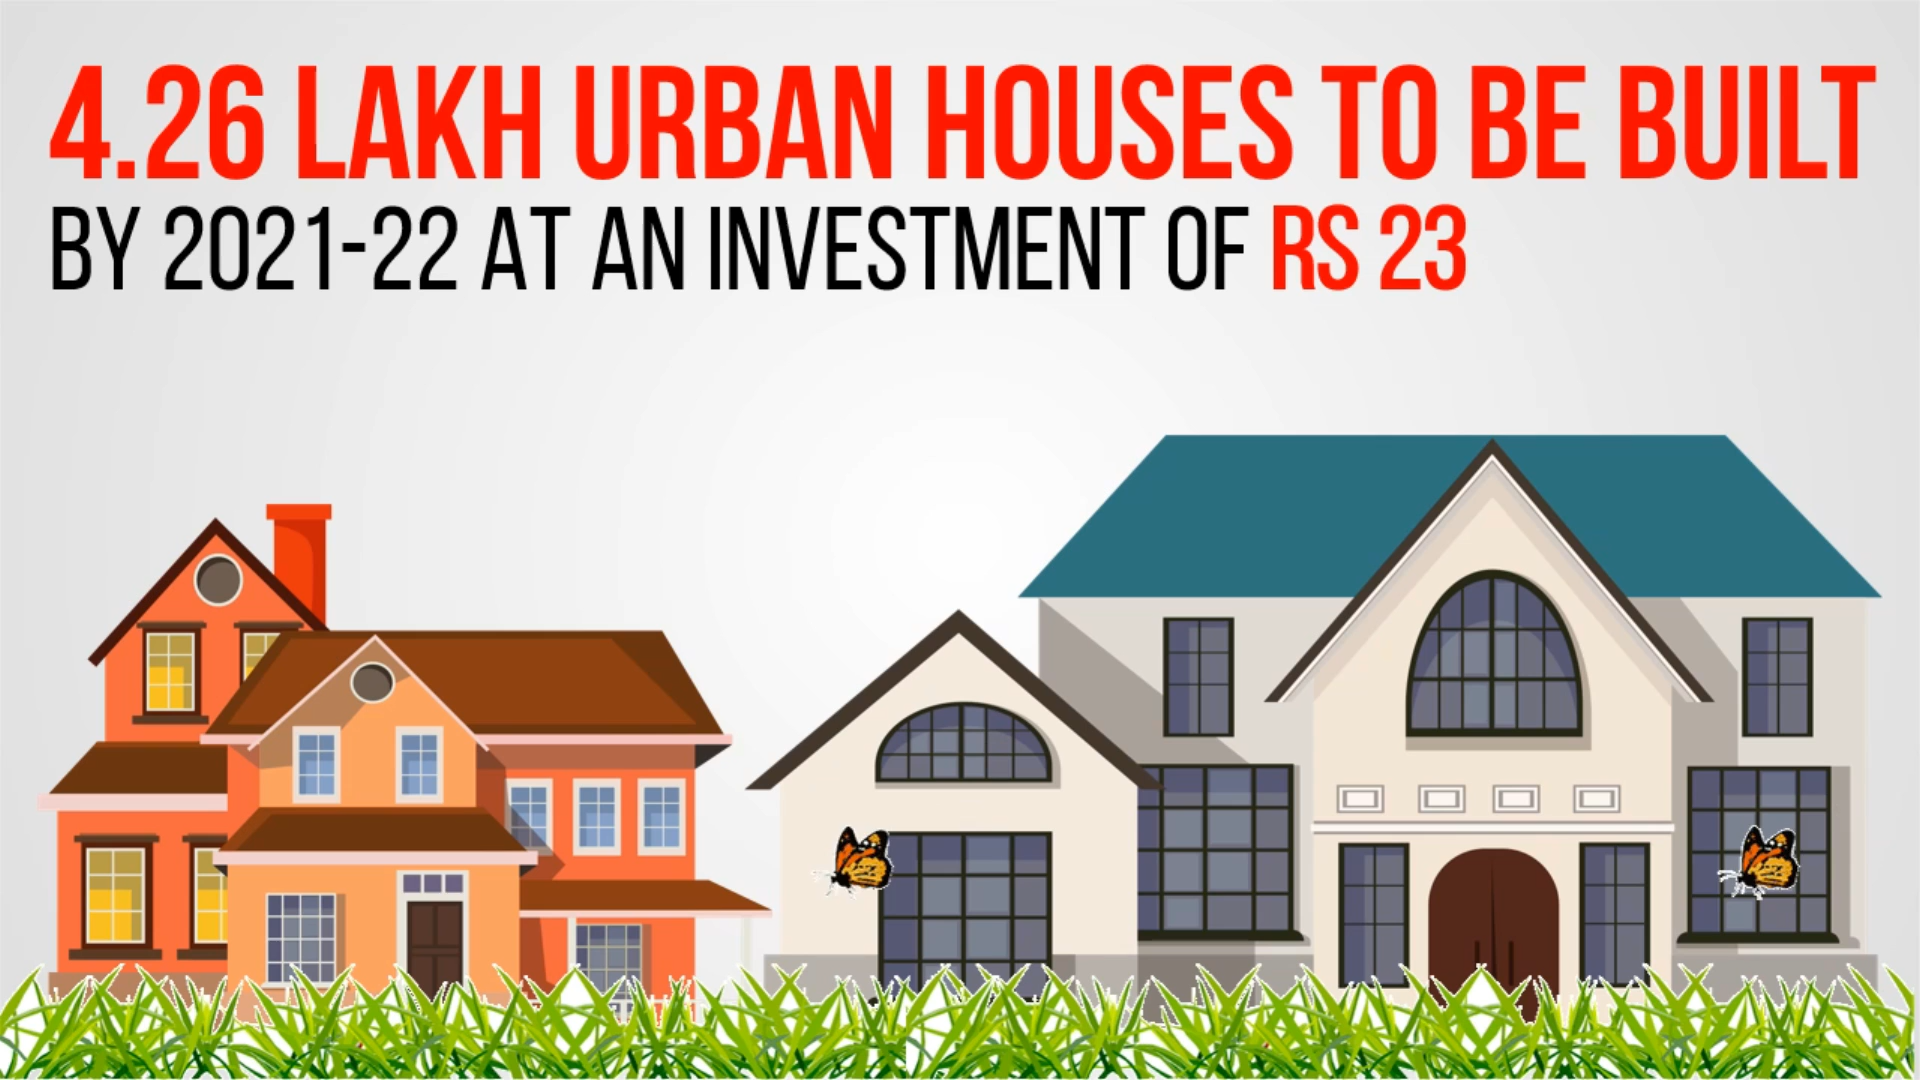 4.26 LAKH URBAN HOUSES TO BE BUILT
BY 2021-22 AT AN INVESTMENT OF RS 23